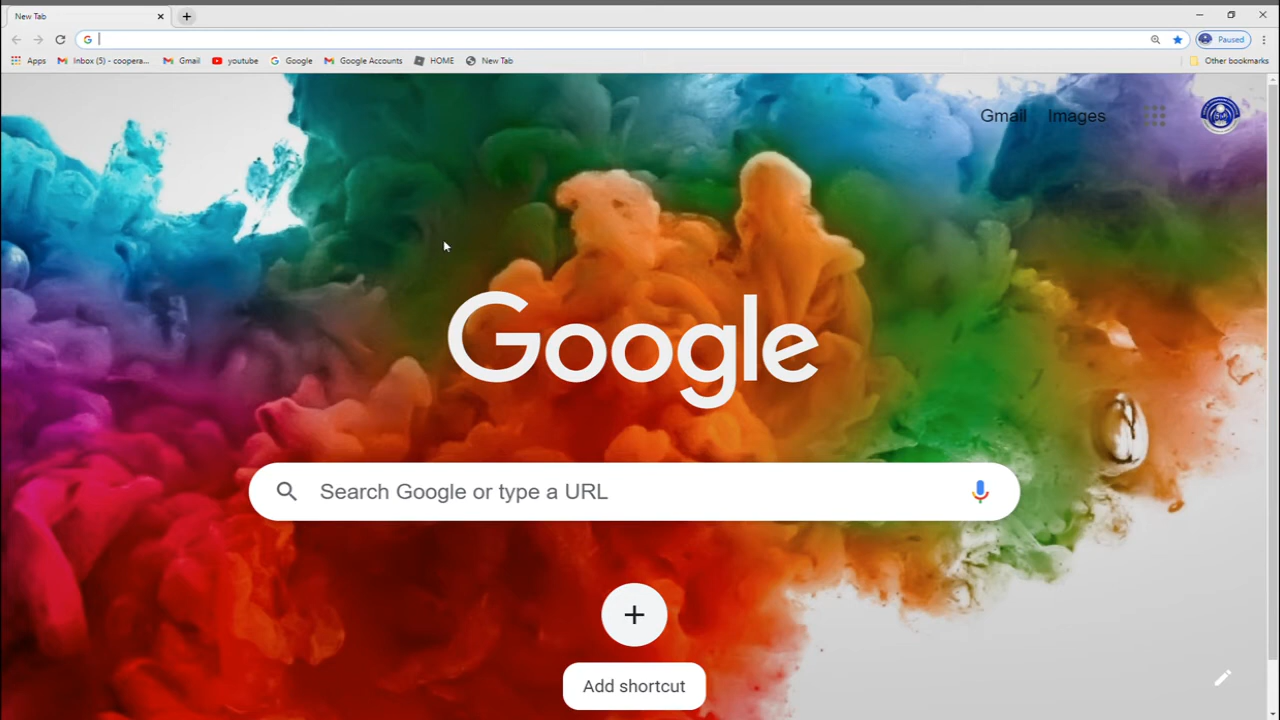 New Tab
Paused
Apps Inbox (5) - coopera... Gmail youtube Google Google Accounts HOME New Tab Other bookmarks
Gmail Images
Google
Search Google or type a URL
Add shortcut